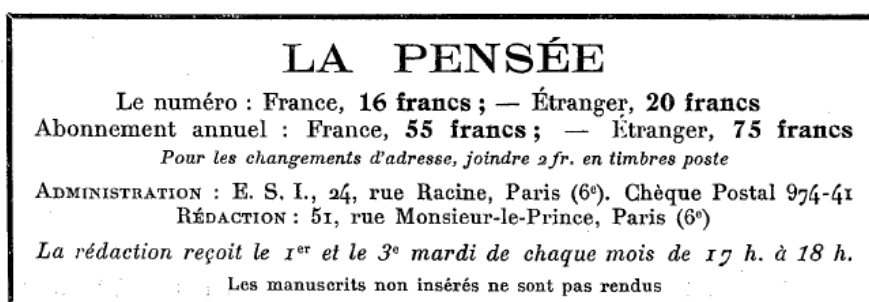 LA PENSÉE
Le numéro : France, 16 francs ; — Étranger, 20 francs
Abonnement annuel : France, 55 francs ; — Étranger, 75 francs
Pour les changements d'adresse, joindre 2 fr. en timbres poste
ADMINISTRATION : E. S. I., 24, rue Racine, Paris (6ᵉ). Chèque Postal 974-41
RÉDACTION : 51, rue Monsieur-le-Prince, Paris (6ᵉ)
La rédaction reçoit le 1ᵉʳ et le 3ᵉ mardi de chaque mois de 17 h. à 18 h.
Les manuscrits non insérés ne sont pas rendus